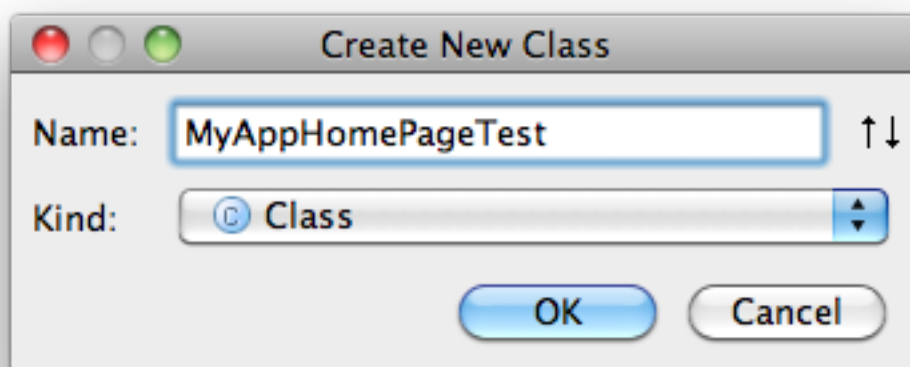 Create New Class
Name: MyAppHomePageTest ↑↓
Kind: C Class
OK Cancel